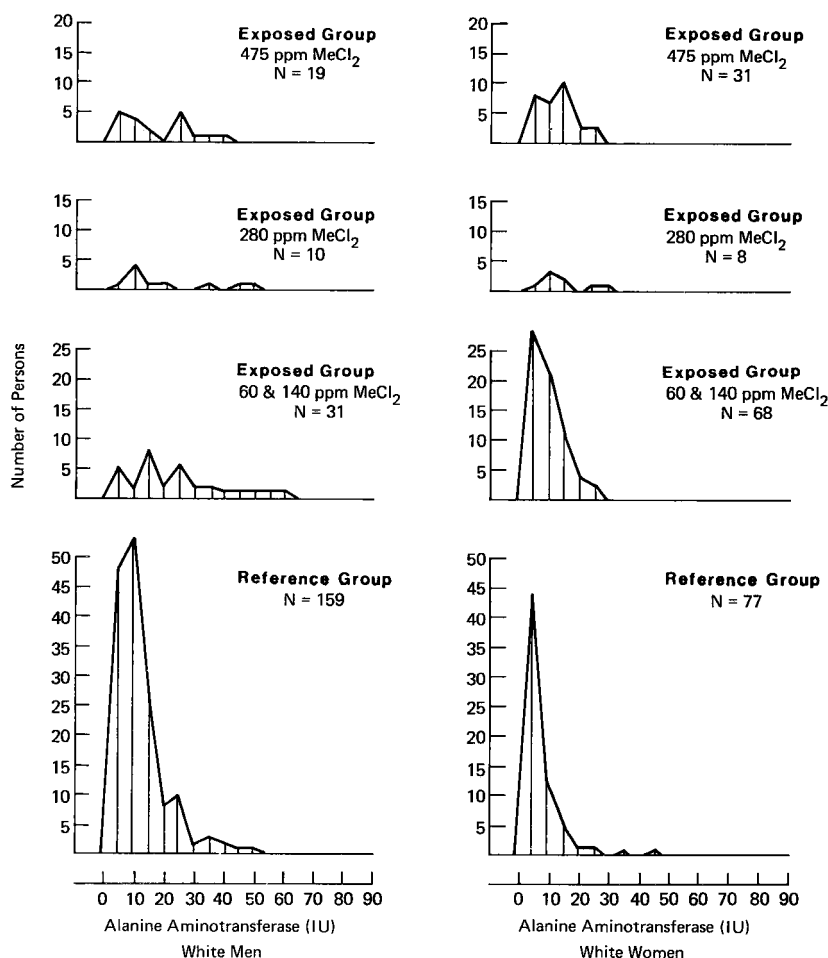 20
15
10
5
Exposed Group
475 ppm MeCl2
N = 19
15
10
5
Exposed Group
280 ppm MeCl2
N = 10
25
20
15
10
5
Exposed Group
60 & 140 ppm MeCl2
N = 31
Number of Persons
50
45
40
35
30
25
20
15
10
5
Reference Group
N = 159
0 10 20 30 40 50 60 70 80 90
Alanine Aminotransferase (IU)
White Men
20
15
10
5
Exposed Group
475 ppm MeCl2
N = 31
15
10
5
Exposed Group
280 ppm MeCl2
N = 8
25
20
15
10
5
Exposed Group
60 & 140 ppm MeCl2
N = 68
50
45
40
35
30
25
20
15
10
5
Reference Group
N = 77
0 10 20 30 40 50 60 70 80 90
Alanine Aminotransferase (IU)
White Women